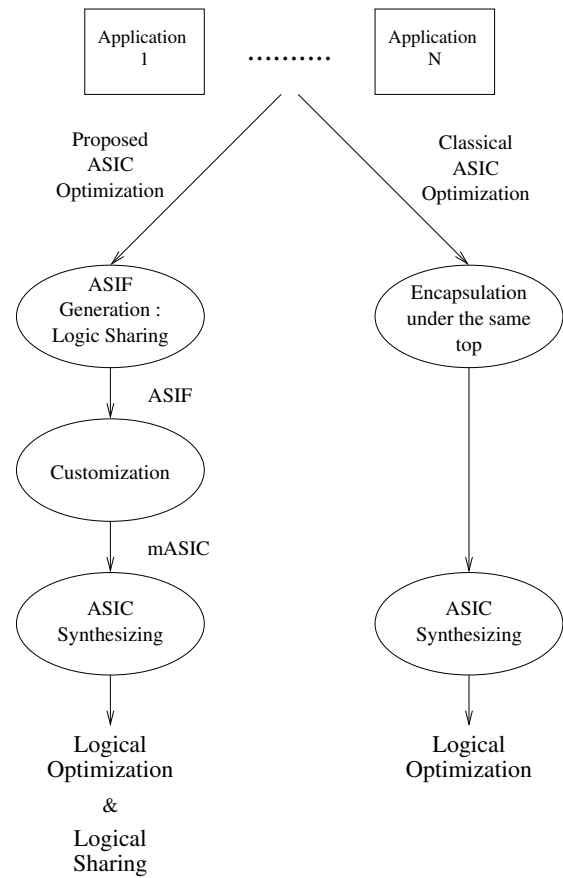 Application
1
..........
Application
N
Proposed
ASIC
Optimization
Classical
ASIC
Optimization
ASIF
Generation :
Logic Sharing
Encapsulation
under the same
top
ASIF
Customization
mASIC
ASIC
Synthesizing
ASIC
Synthesizing
Logical
Optimization
&
Logical
Sharing
Logical
Optimization